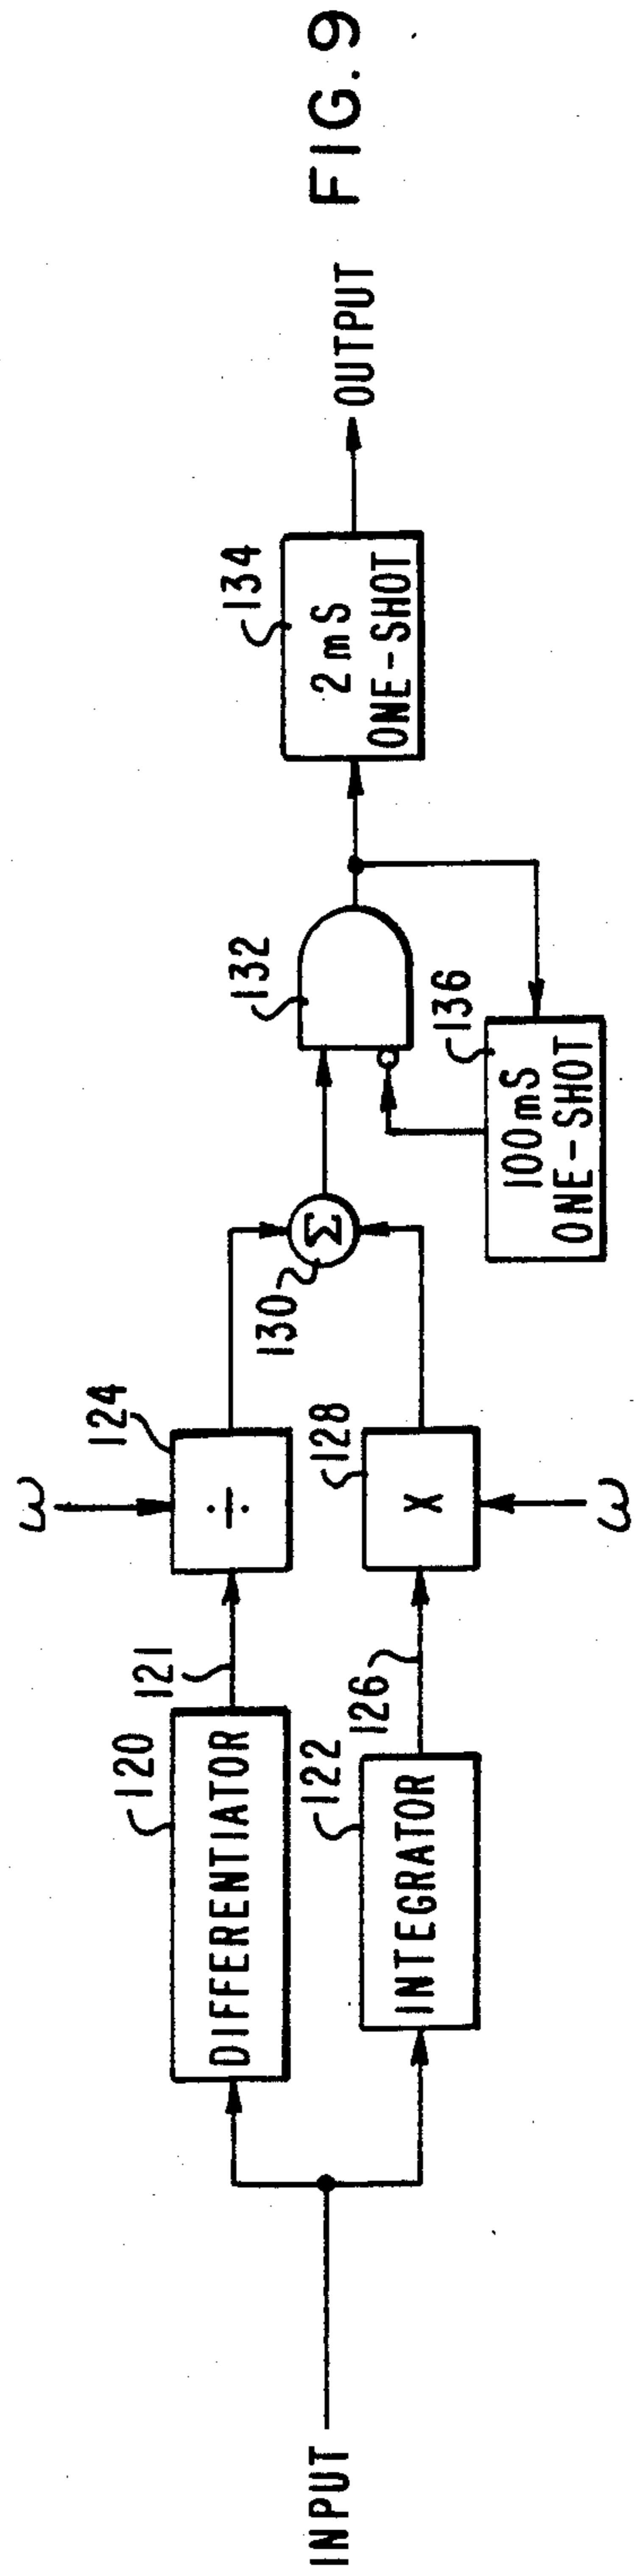 INPUT
120
DIFFERENTIATOR
121
ω
124
÷
122
INTEGRATOR
126
128
X
ω
130
Σ
132
136
100mS
ONE-SHOT
134
2mS
ONE-SHOT
OUTPUT
FIG. 9